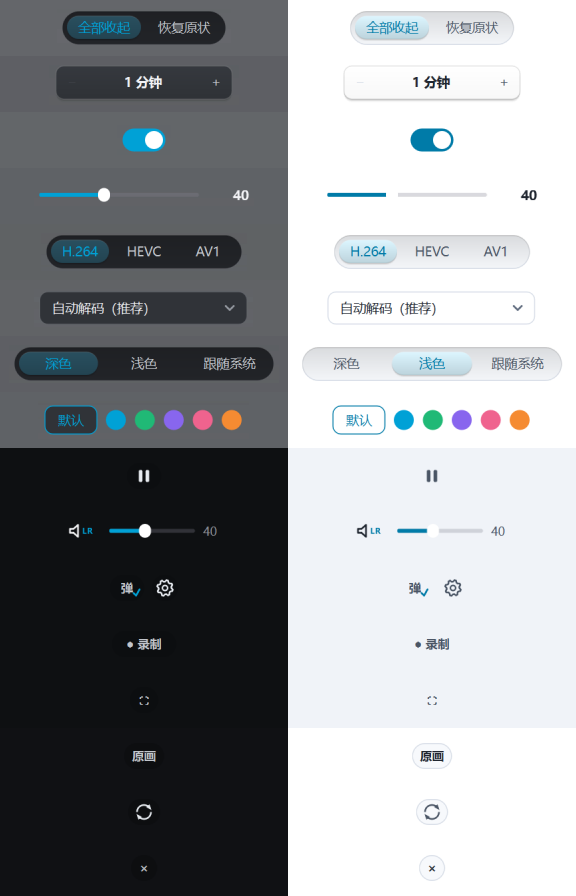 全部收起 恢复原状 全部收起 恢复原状
− 1 分钟 + − 1 分钟 +
40 40
H.264 HEVC AV1 H.264 HEVC AV1
自动解码（推荐） 自动解码（推荐）
深色 浅色 跟随系统 深色 浅色 跟随系统
默认 默认
LR 40 LR 40
弹 弹
录制 录制
原画 原画
× ×